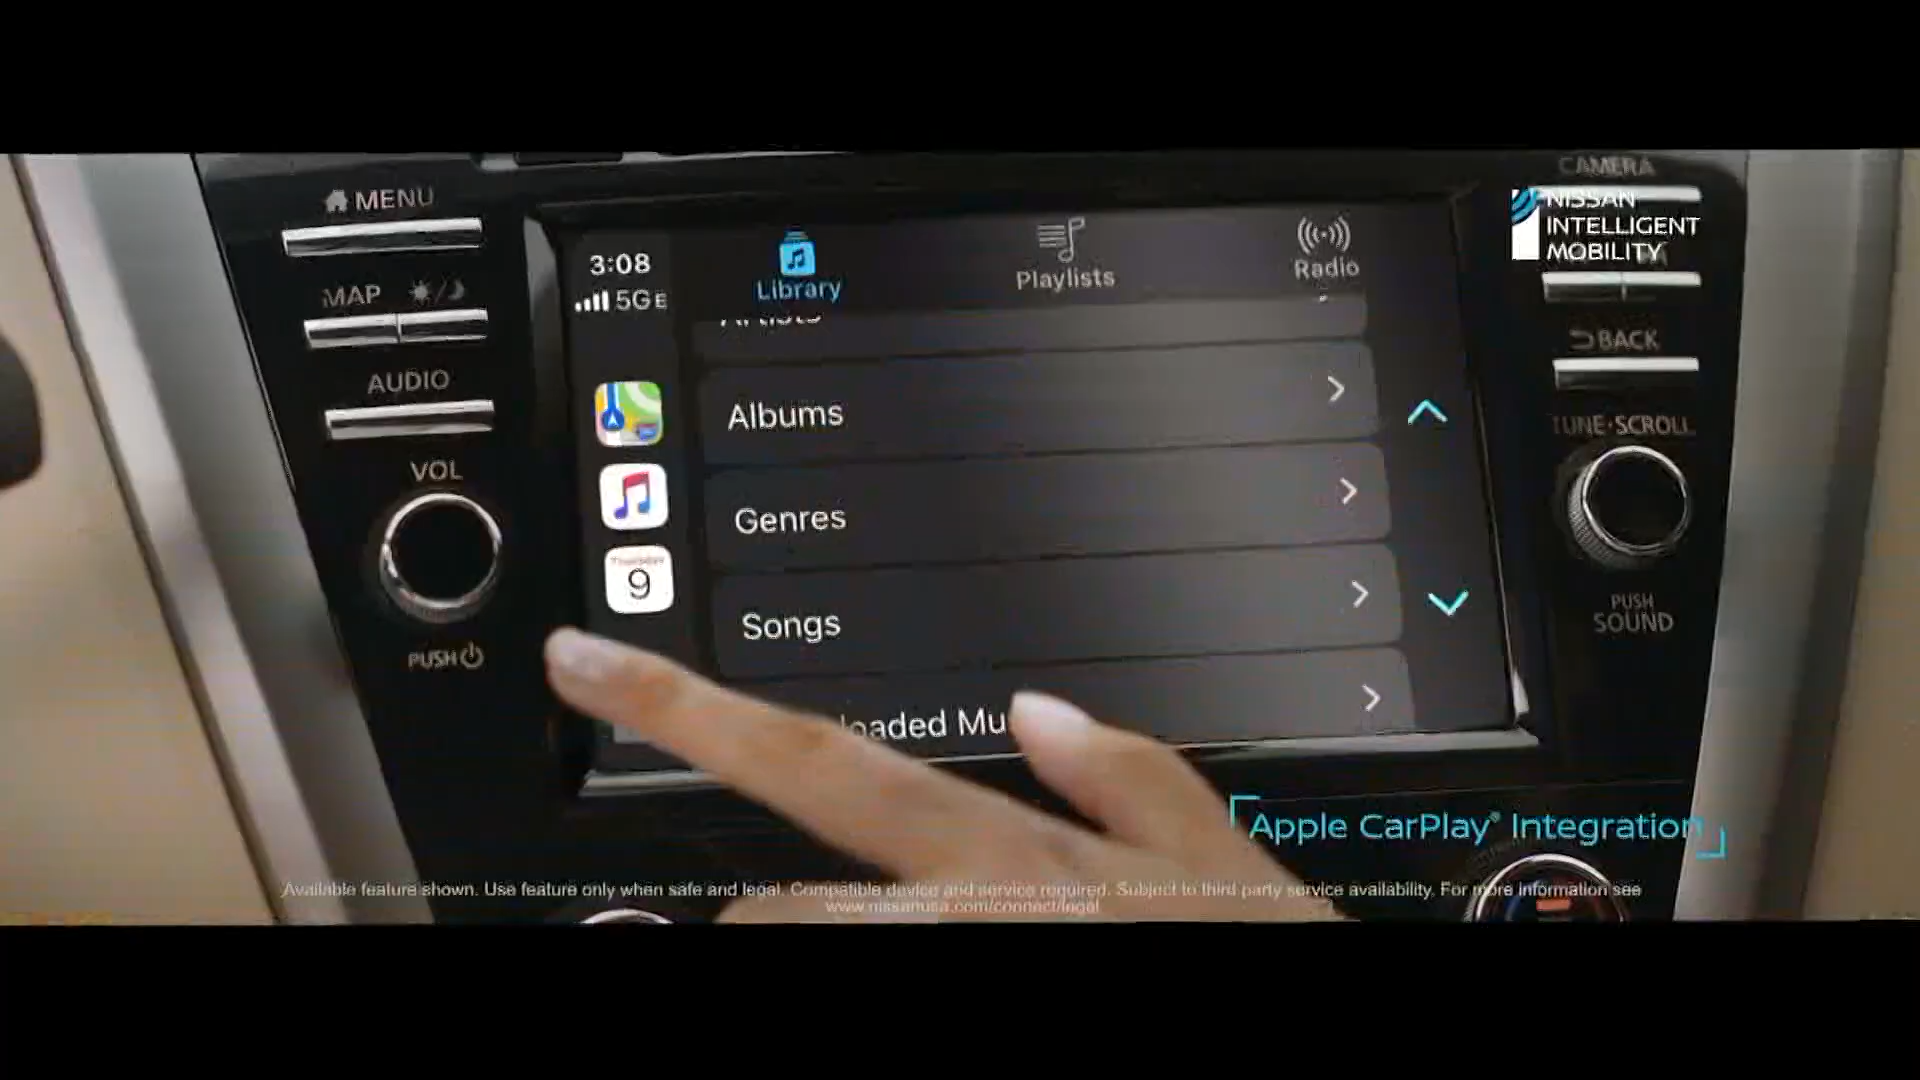 MENU
MAP
AUDIO
VOL
PUSH
3:08
5GE
Library
Playlists
Radio
Artists
Albums
Genres
Songs
loaded Mu
9
CAMERA
NISSAN
INTELLIGENT
MOBILITY
BACK
TUNE·SCROLL
PUSH
SOUND
Apple CarPlay® Integration
Available feature shown. Use feature only when safe and legal. Compatible device and service required. Subject to third party service availability. For more information see
www.nissanusa.com/connect/legal